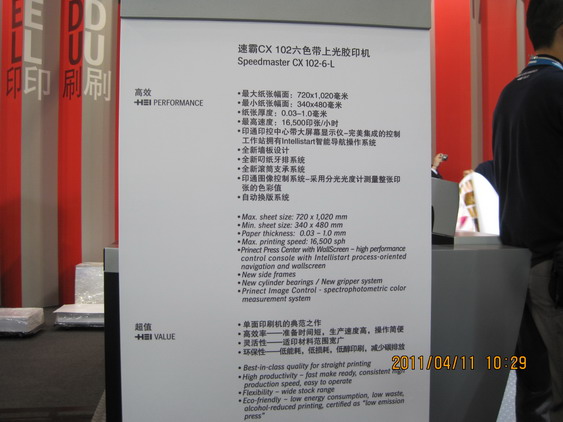 速霸CX 102六色带上光胶印机
Speedmaster CX 102-6-L
高效
HEI PERFORMANCE
•最大纸张幅面：720x1,020毫米
•最小纸张幅面：340x480毫米
•纸张厚度：0.03–1.0毫米
•最高速度：16,500印张/小时
•印通印控中心带大屏幕显示仪–完美集成的控制
工作站拥有Intellistart智能导航操作系统
•全新墙板设计
•全新叼纸牙排系统
•全新滚筒支承系统
•印通图像控制系统–采用分光光度计测量整张印
张的色彩值
•自动换版系统
•Max. sheet size: 720 x 1,020 mm
•Min. sheet size: 340 x 480 mm
•Paper thickness: 0.03 – 1.0 mm
•Max. printing speed: 16,500 sph
•Prinect Press Center with WallScreen – high performance
control console with Intellistart process-oriented
navigation and wallscreen
•New side frames
•New cylinder bearings / New gripper system
•Prinect Image Control - spectrophotometric color
measurement system
超值
HEI VALUE
•单面印刷机的典范之作
•高效率——准备时间短，生产速度高，操作简便
•灵活性——适印材料范围宽广
•环保性——低能耗，低损耗，低醇印刷，减少碳排放
•Best-in-class quality for straight printing
•High productivity – fast make ready, consistent high
production speed, easy to operate
•Flexibility – wide stock range
•Eco-friendly – low energy consumption, low waste,
alcohol-reduced printing, certified as "low emission
press"
2011/04/11 10:29
印刷
印刷